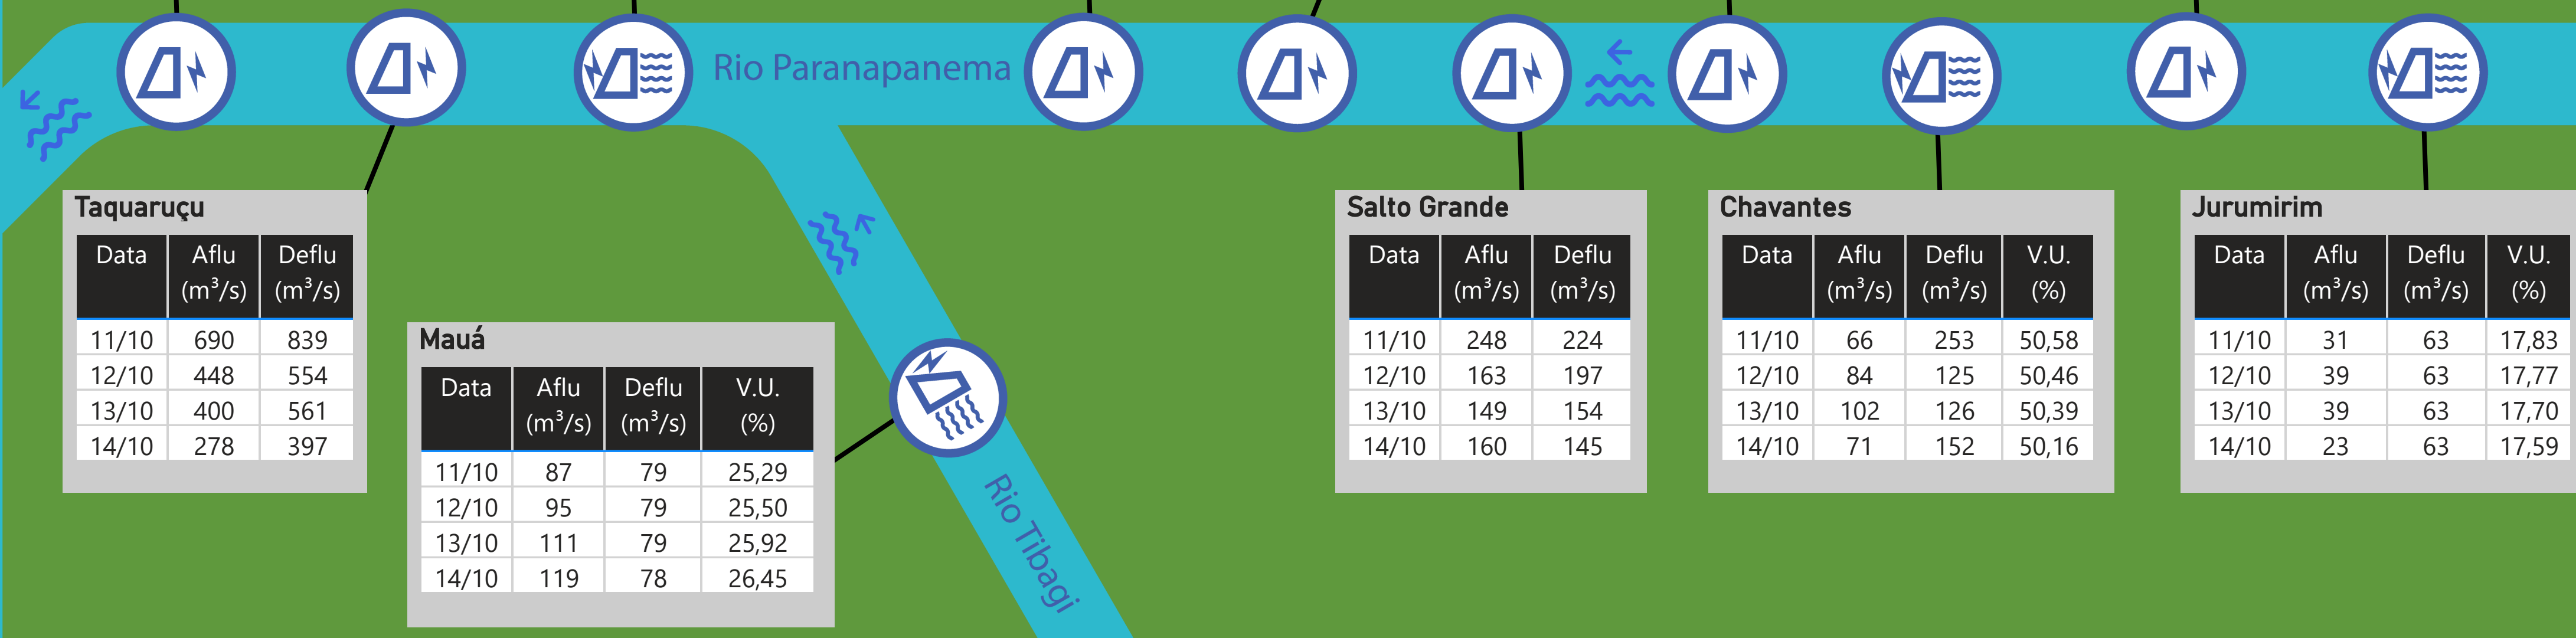 Rio Paranapanema
Taquaruçu
Data Aflu (m³/s) Deflu (m³/s)
11/10 690 839
12/10 448 554
13/10 400 561
14/10 278 397
Mauá
Data Aflu (m³/s) Deflu (m³/s) V.U. (%)
11/10 87 79 25,29
12/10 95 79 25,50
13/10 111 79 25,92
14/10 119 78 26,45
Rio Tibagi
Salto Grande
Data Aflu (m³/s) Deflu (m³/s)
11/10 248 224
12/10 163 197
13/10 149 154
14/10 160 145
Chavantes
Data Aflu (m³/s) Deflu (m³/s) V.U. (%)
11/10 66 253 50,58
12/10 84 125 50,46
13/10 102 126 50,39
14/10 71 152 50,16
Jurumirim
Data Aflu (m³/s) Deflu (m³/s) V.U. (%)
11/10 31 63 17,83
12/10 39 63 17,77
13/10 39 63 17,70
14/10 23 63 17,59